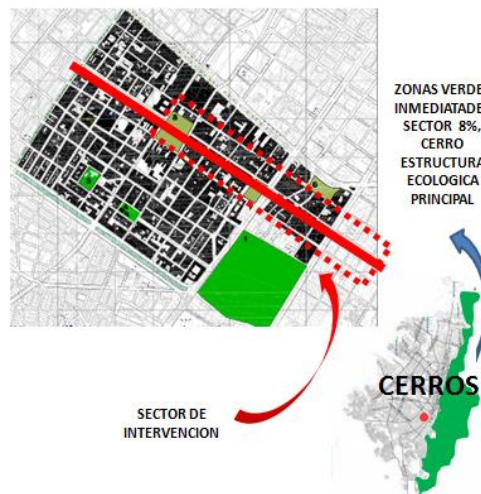 ZONAS VERDE
INMEDIATADE
SECTOR 8%,
CERRO
ESTRUCTURA
ECOLOGICA
PRINCIPAL
CERROS
SECTOR DE
INTERVENCION